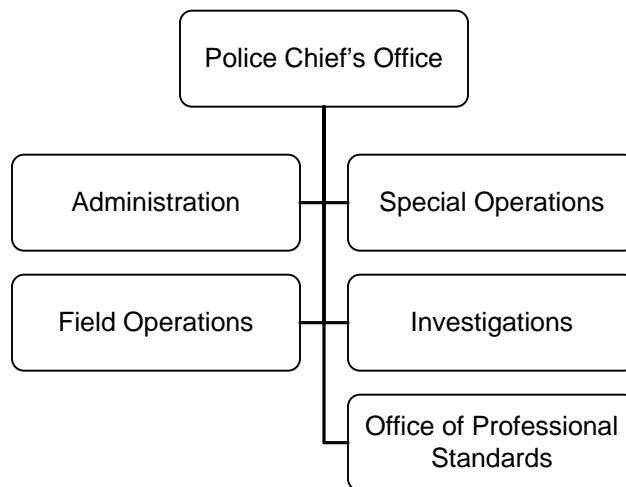 Police Chief’s Office
Administration
Special Operations
Field Operations
Investigations
Office of Professional
Standards